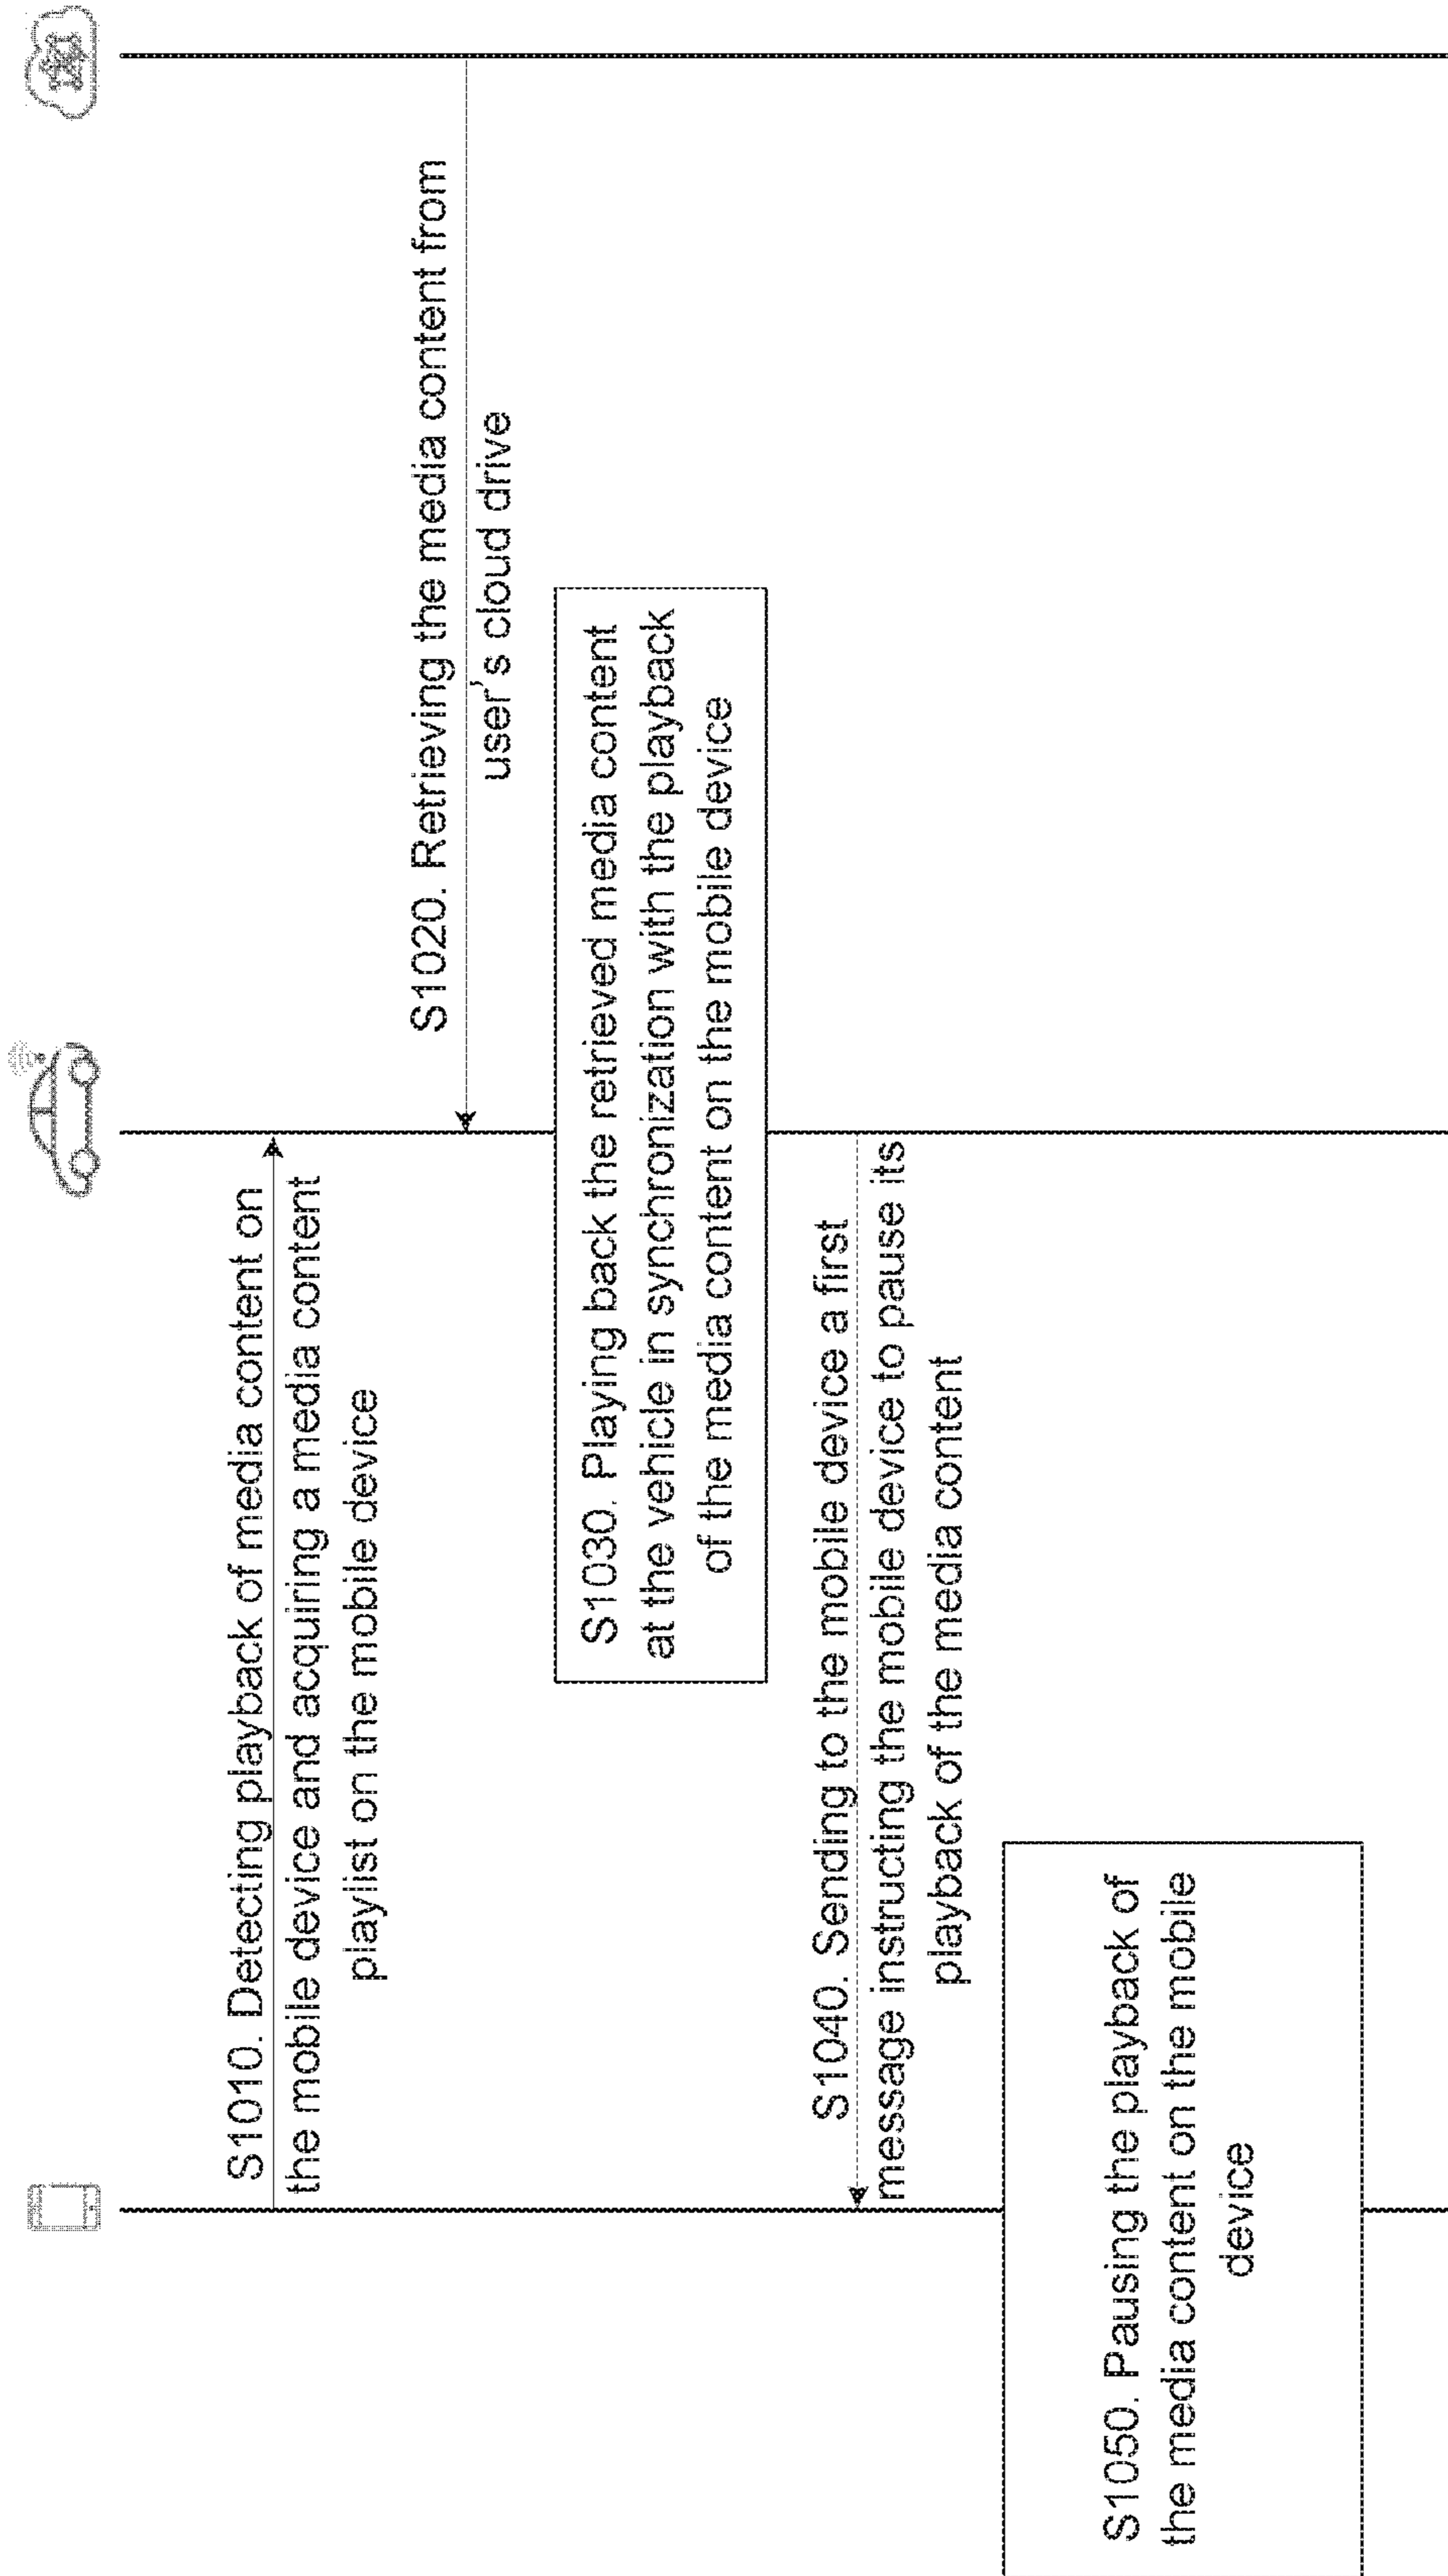 S1010. Detecting playback of media content on
the mobile device and acquiring a media content
playlist on the mobile device
S1020. Retrieving the media content from
user's cloud drive
S1030. Playing back the retrieved media content
at the vehicle in synchronization with the playback
of the media content on the mobile device
S1040. Sending to the mobile device a first
message instructing the mobile device to pause its
playback of the media content
S1050. Pausing the playback of
the media content on the mobile
device